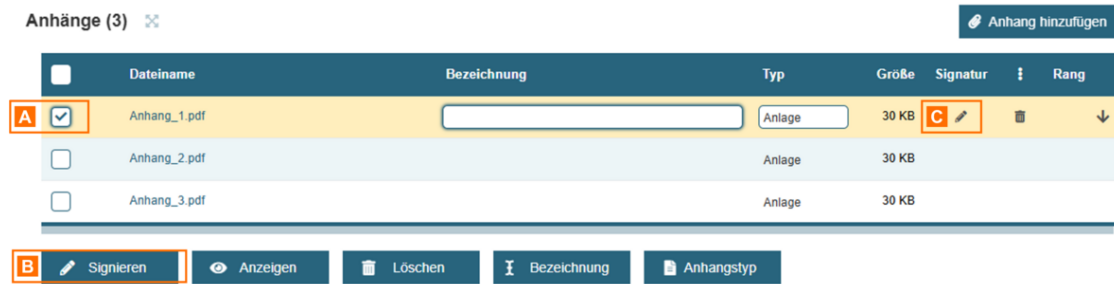 Anhänge (3) Anhang hinzufügen
Dateiname Bezeichnung Typ Größe Signatur Rang
A Anhang_1.pdf Anlage 30 KB C
Anhang_2.pdf Anlage 30 KB
Anhang_3.pdf Anlage 30 KB
B Signieren Anzeigen Löschen Bezeichnung Anhangstyp